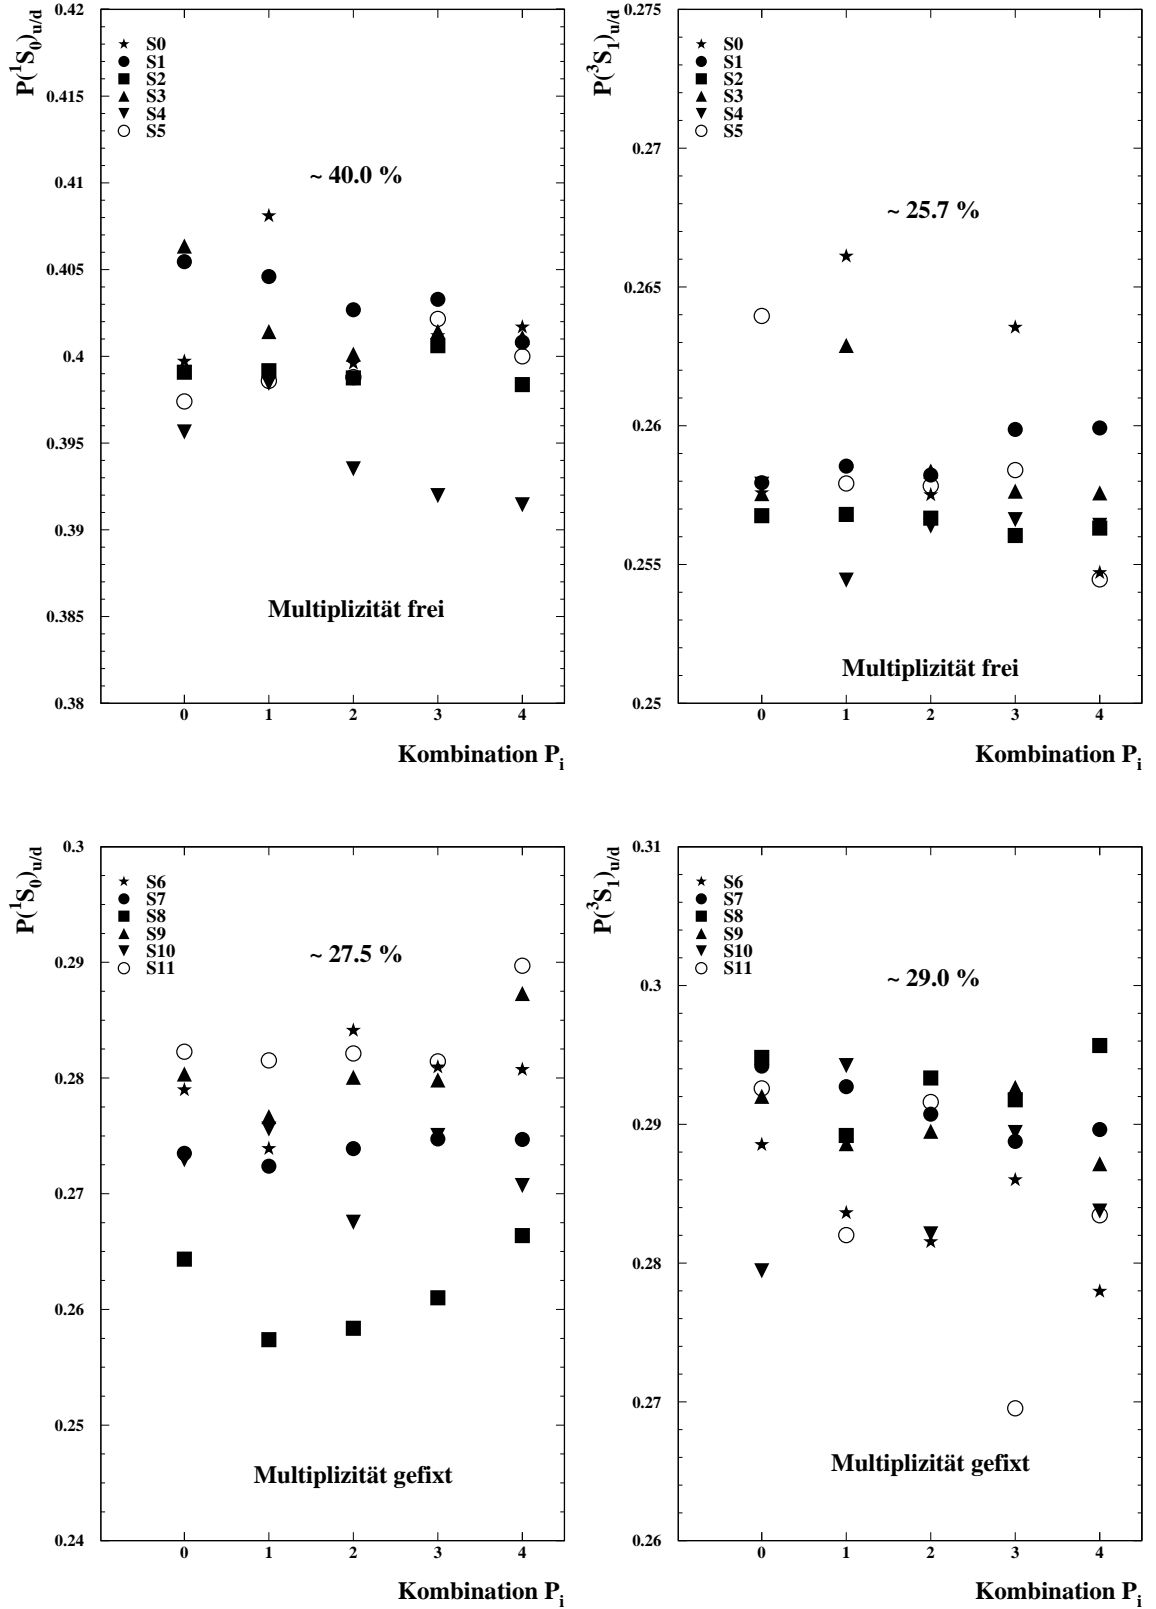 P(¹S₀)u/d
0.42
0.415
0.41
0.405
0.4
0.395
0.39
0.385
0.38
S0
S1
S2
S3
S4
S5
~ 40.0 %
Multiplizität frei
0 1 2 3 4
Kombination Pᵢ
P(³S₁)u/d
0.275
0.27
0.265
0.26
0.255
0.25
S0
S1
S2
S3
S4
S5
~ 25.7 %
Multiplizität frei
0 1 2 3 4
Kombination Pᵢ
P(¹S₀)u/d
0.3
0.29
0.28
0.27
0.26
0.25
0.24
S6
S7
S8
S9
S10
S11
~ 27.5 %
Multiplizität gefixt
0 1 2 3 4
Kombination Pᵢ
P(³S₁)u/d
0.31
0.3
0.29
0.28
0.27
0.26
S6
S7
S8
S9
S10
S11
~ 29.0 %
Multiplizität gefixt
0 1 2 3 4
Kombination Pᵢ